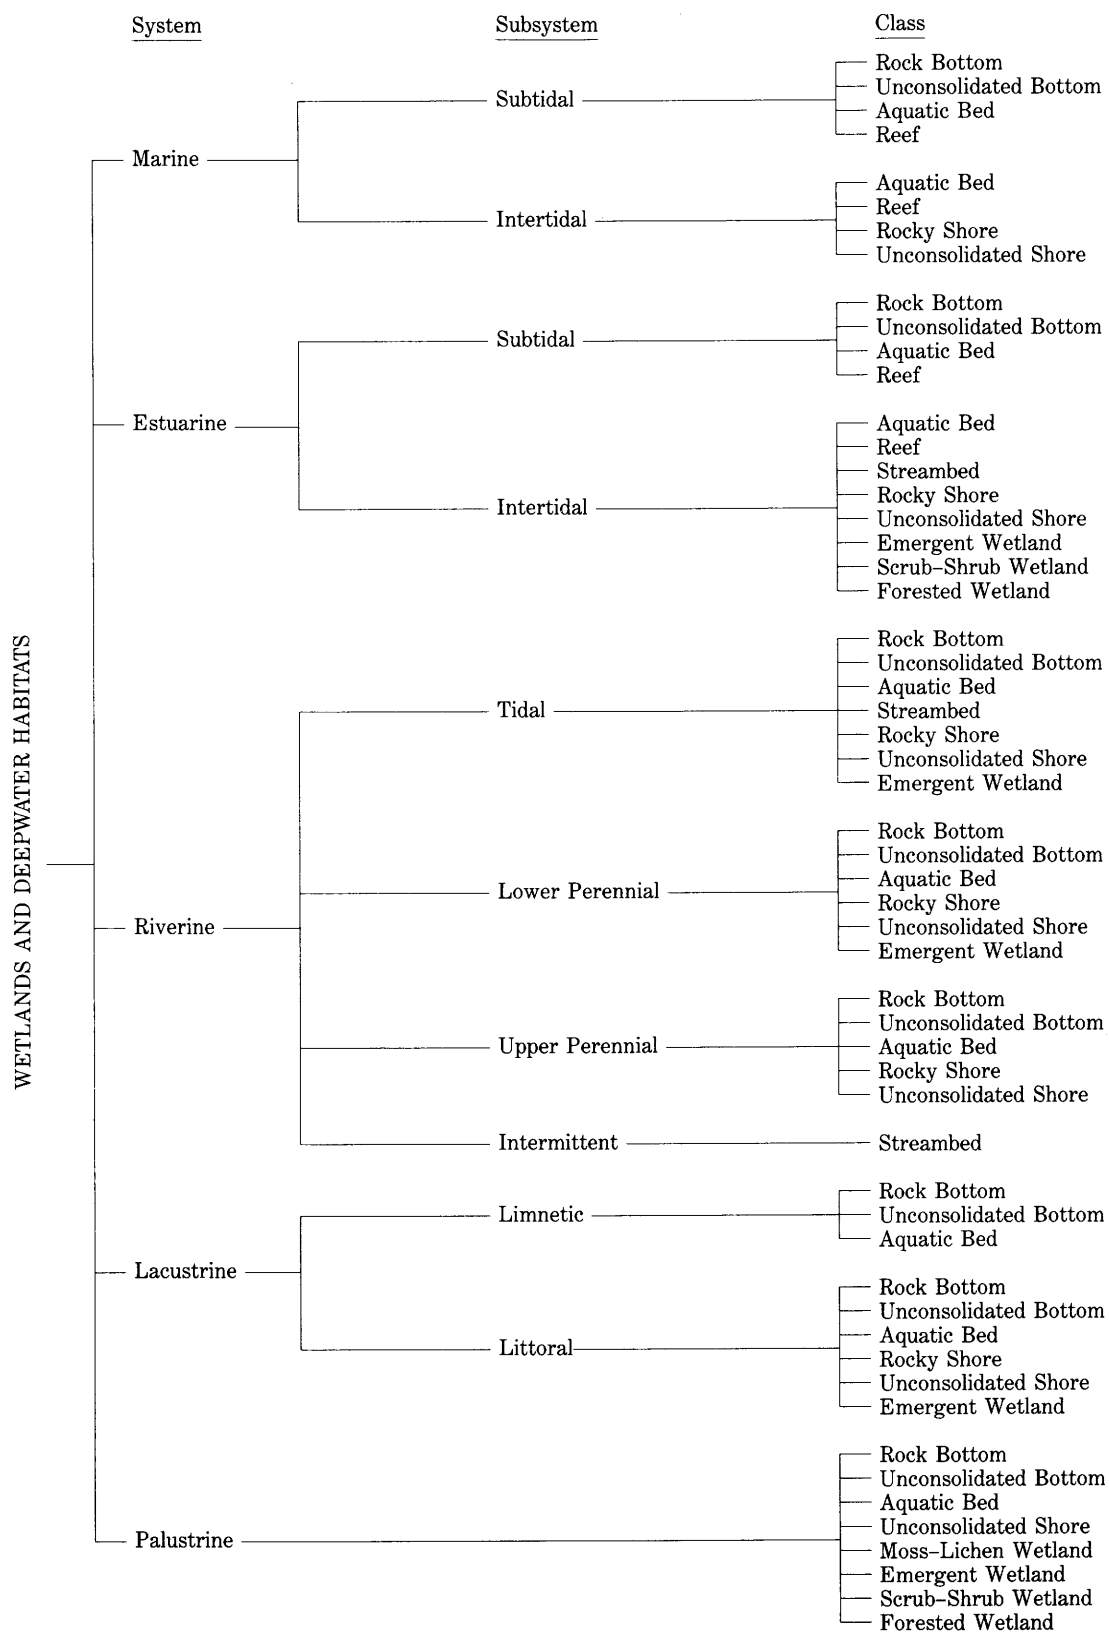 System Subsystem Class
WETLANDS AND DEEPWATER HABITATS
Marine
Subtidal
Rock Bottom
Unconsolidated Bottom
Aquatic Bed
Reef
Intertidal
Aquatic Bed
Reef
Rocky Shore
Unconsolidated Shore
Estuarine
Subtidal
Rock Bottom
Unconsolidated Bottom
Aquatic Bed
Reef
Intertidal
Aquatic Bed
Reef
Streambed
Rocky Shore
Unconsolidated Shore
Emergent Wetland
Scrub–Shrub Wetland
Forested Wetland
Riverine
Tidal
Rock Bottom
Unconsolidated Bottom
Aquatic Bed
Streambed
Rocky Shore
Unconsolidated Shore
Emergent Wetland
Lower Perennial
Rock Bottom
Unconsolidated Bottom
Aquatic Bed
Rocky Shore
Unconsolidated Shore
Emergent Wetland
Upper Perennial
Rock Bottom
Unconsolidated Bottom
Aquatic Bed
Rocky Shore
Unconsolidated Shore
Intermittent
Streambed
Lacustrine
Limnetic
Rock Bottom
Unconsolidated Bottom
Aquatic Bed
Littoral
Rock Bottom
Unconsolidated Bottom
Aquatic Bed
Rocky Shore
Unconsolidated Shore
Emergent Wetland
Palustrine
Rock Bottom
Unconsolidated Bottom
Aquatic Bed
Unconsolidated Shore
Moss–Lichen Wetland
Emergent Wetland
Scrub–Shrub Wetland
Forested Wetland